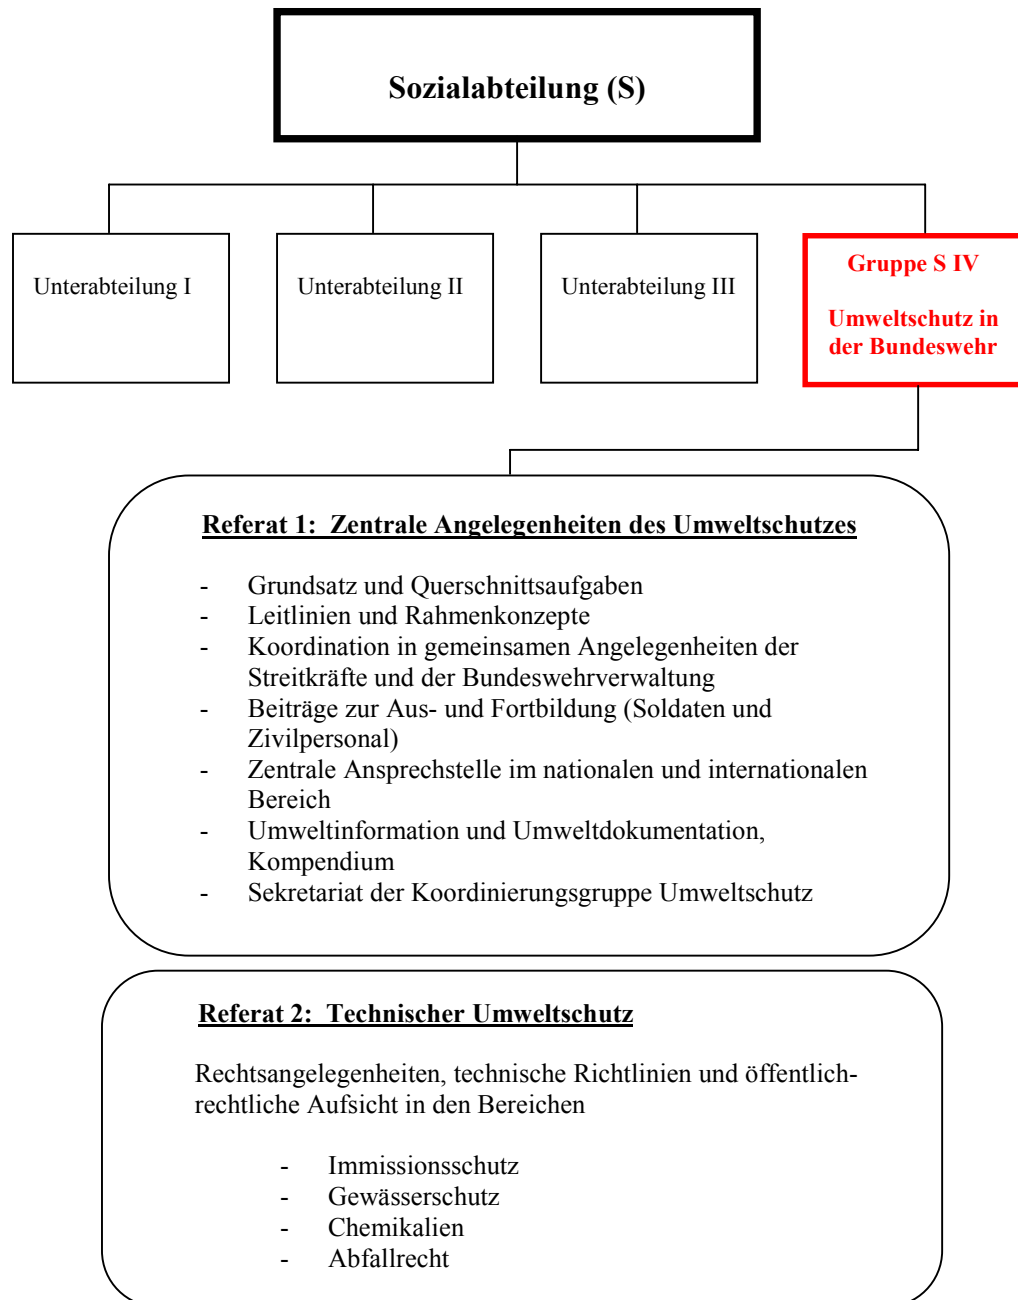 Sozialabteilung (S)
Unterabteilung I
Unterabteilung II
Unterabteilung III
Gruppe S IV
Umweltschutz in
der Bundeswehr
Referat 1:  Zentrale Angelegenheiten des Umweltschutzes
- Grundsatz und Querschnittsaufgaben
- Leitlinien und Rahmenkonzepte
- Koordination in gemeinsamen Angelegenheiten der
Streitkräfte und der Bundeswehrverwaltung
- Beiträge zur Aus- und Fortbildung (Soldaten und
Zivilpersonal)
- Zentrale Ansprechstelle im nationalen und internationalen
Bereich
- Umweltinformation und Umweltdokumentation,
Kompendium
- Sekretariat der Koordinierungsgruppe Umweltschutz
Referat 2:  Technischer Umweltschutz
Rechtsangelegenheiten, technische Richtlinien und öffentlich-
rechtliche Aufsicht in den Bereichen
- Immissionsschutz
- Gewässerschutz
- Chemikalien
- Abfallrecht